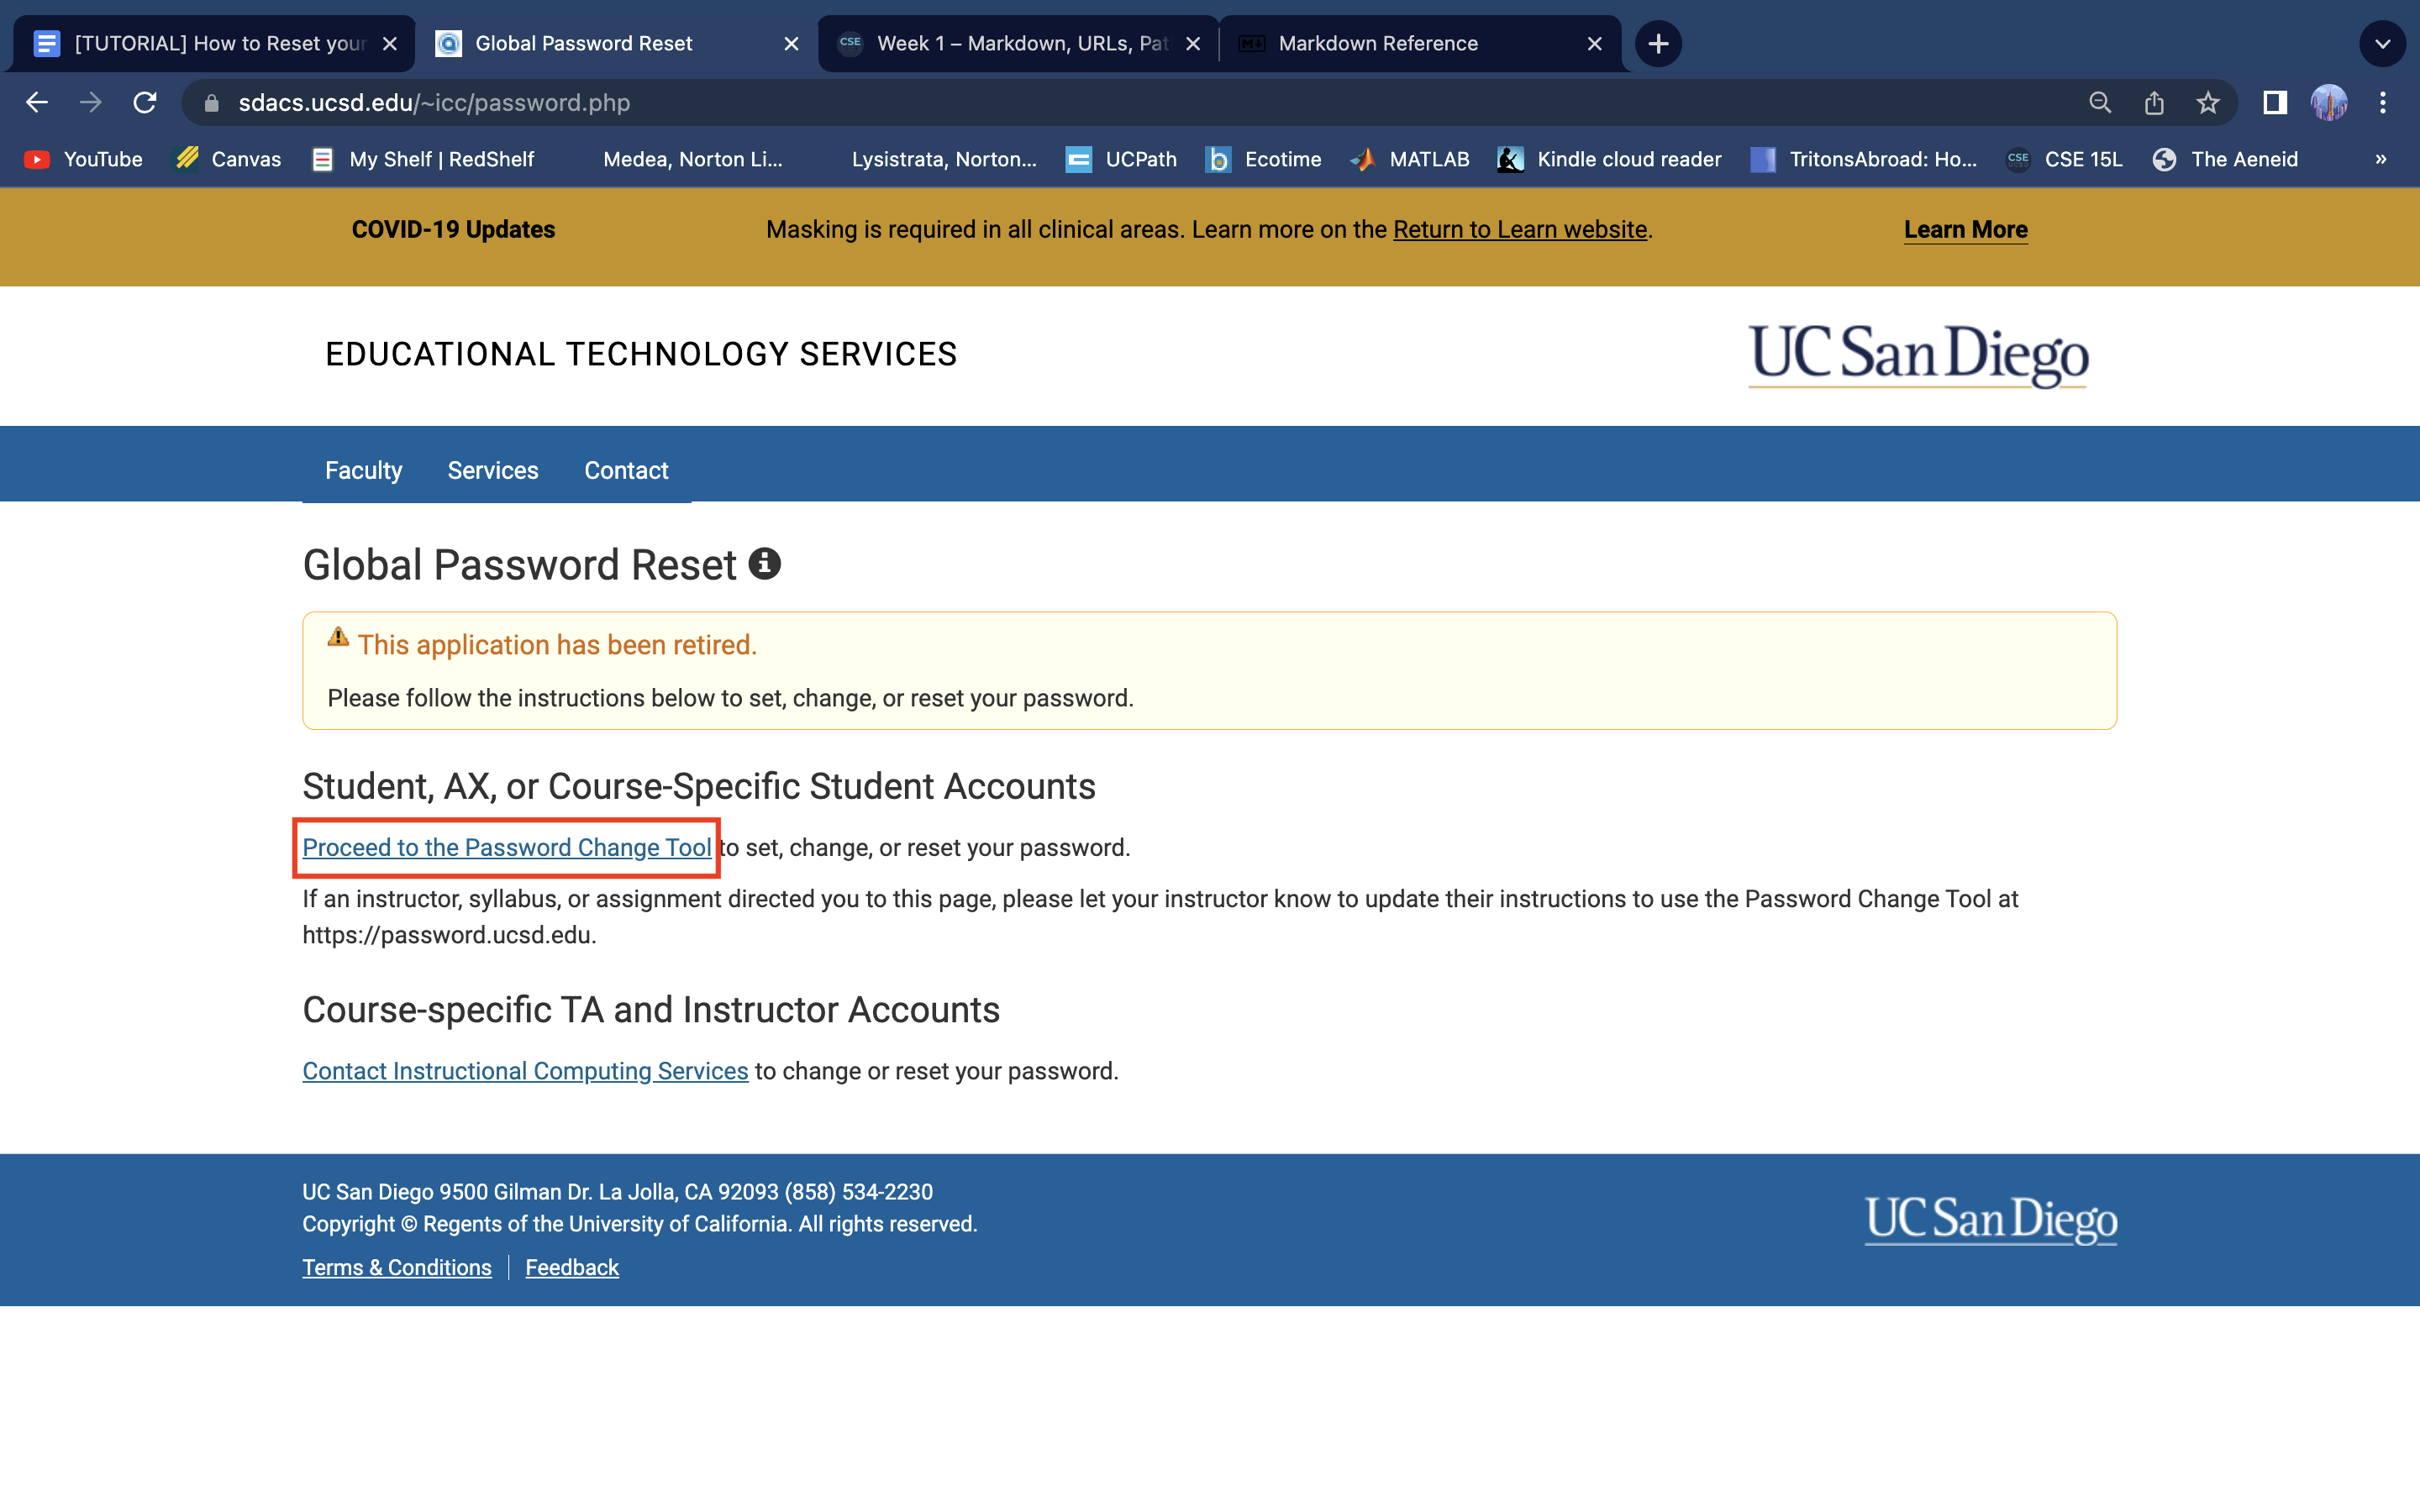 [TUTORIAL] How to Reset your
Global Password Reset
CSE
Week 1 – Markdown, URLs, Pat
M↓
Markdown Reference
sdacs.ucsd.edu/~icc/password.php
YouTube
Canvas
My Shelf | RedShelf
Medea, Norton Li...
Lysistrata, Norton...
UCPath
Ecotime
MATLAB
Kindle cloud reader
TritonsAbroad: Ho...
CSE
CSE 15L
The Aeneid
»
COVID-19 Updates
Masking is required in all clinical areas. Learn more on the Return to Learn website.
Learn More
EDUCATIONAL TECHNOLOGY SERVICES
UC San Diego
Faculty
Services
Contact
Global Password Reset
This application has been retired.
Please follow the instructions below to set, change, or reset your password.
Student, AX, or Course-Specific Student Accounts
Proceed to the Password Change Tool to set, change, or reset your password.
If an instructor, syllabus, or assignment directed you to this page, please let your instructor know to update their instructions to use the Password Change Tool at
https://password.ucsd.edu.
Course-specific TA and Instructor Accounts
Contact Instructional Computing Services to change or reset your password.
UC San Diego 9500 Gilman Dr. La Jolla, CA 92093 (858) 534-2230
Copyright © Regents of the University of California. All rights reserved.
Terms & Conditions
Feedback
UC San Diego